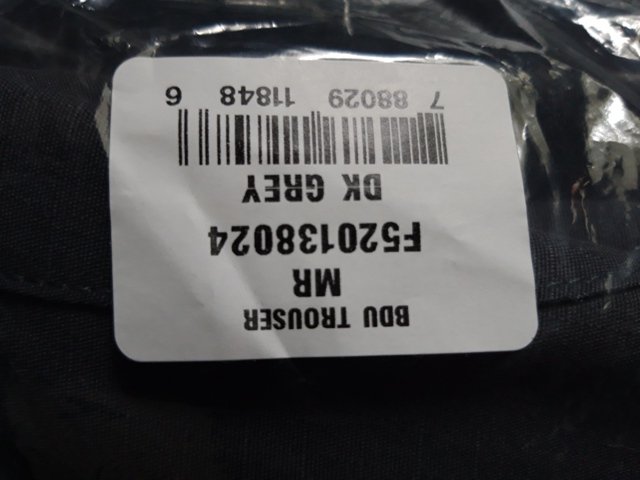 BDU TROUSER
MR
F520138024
DK GREY
7 88029 11848 6